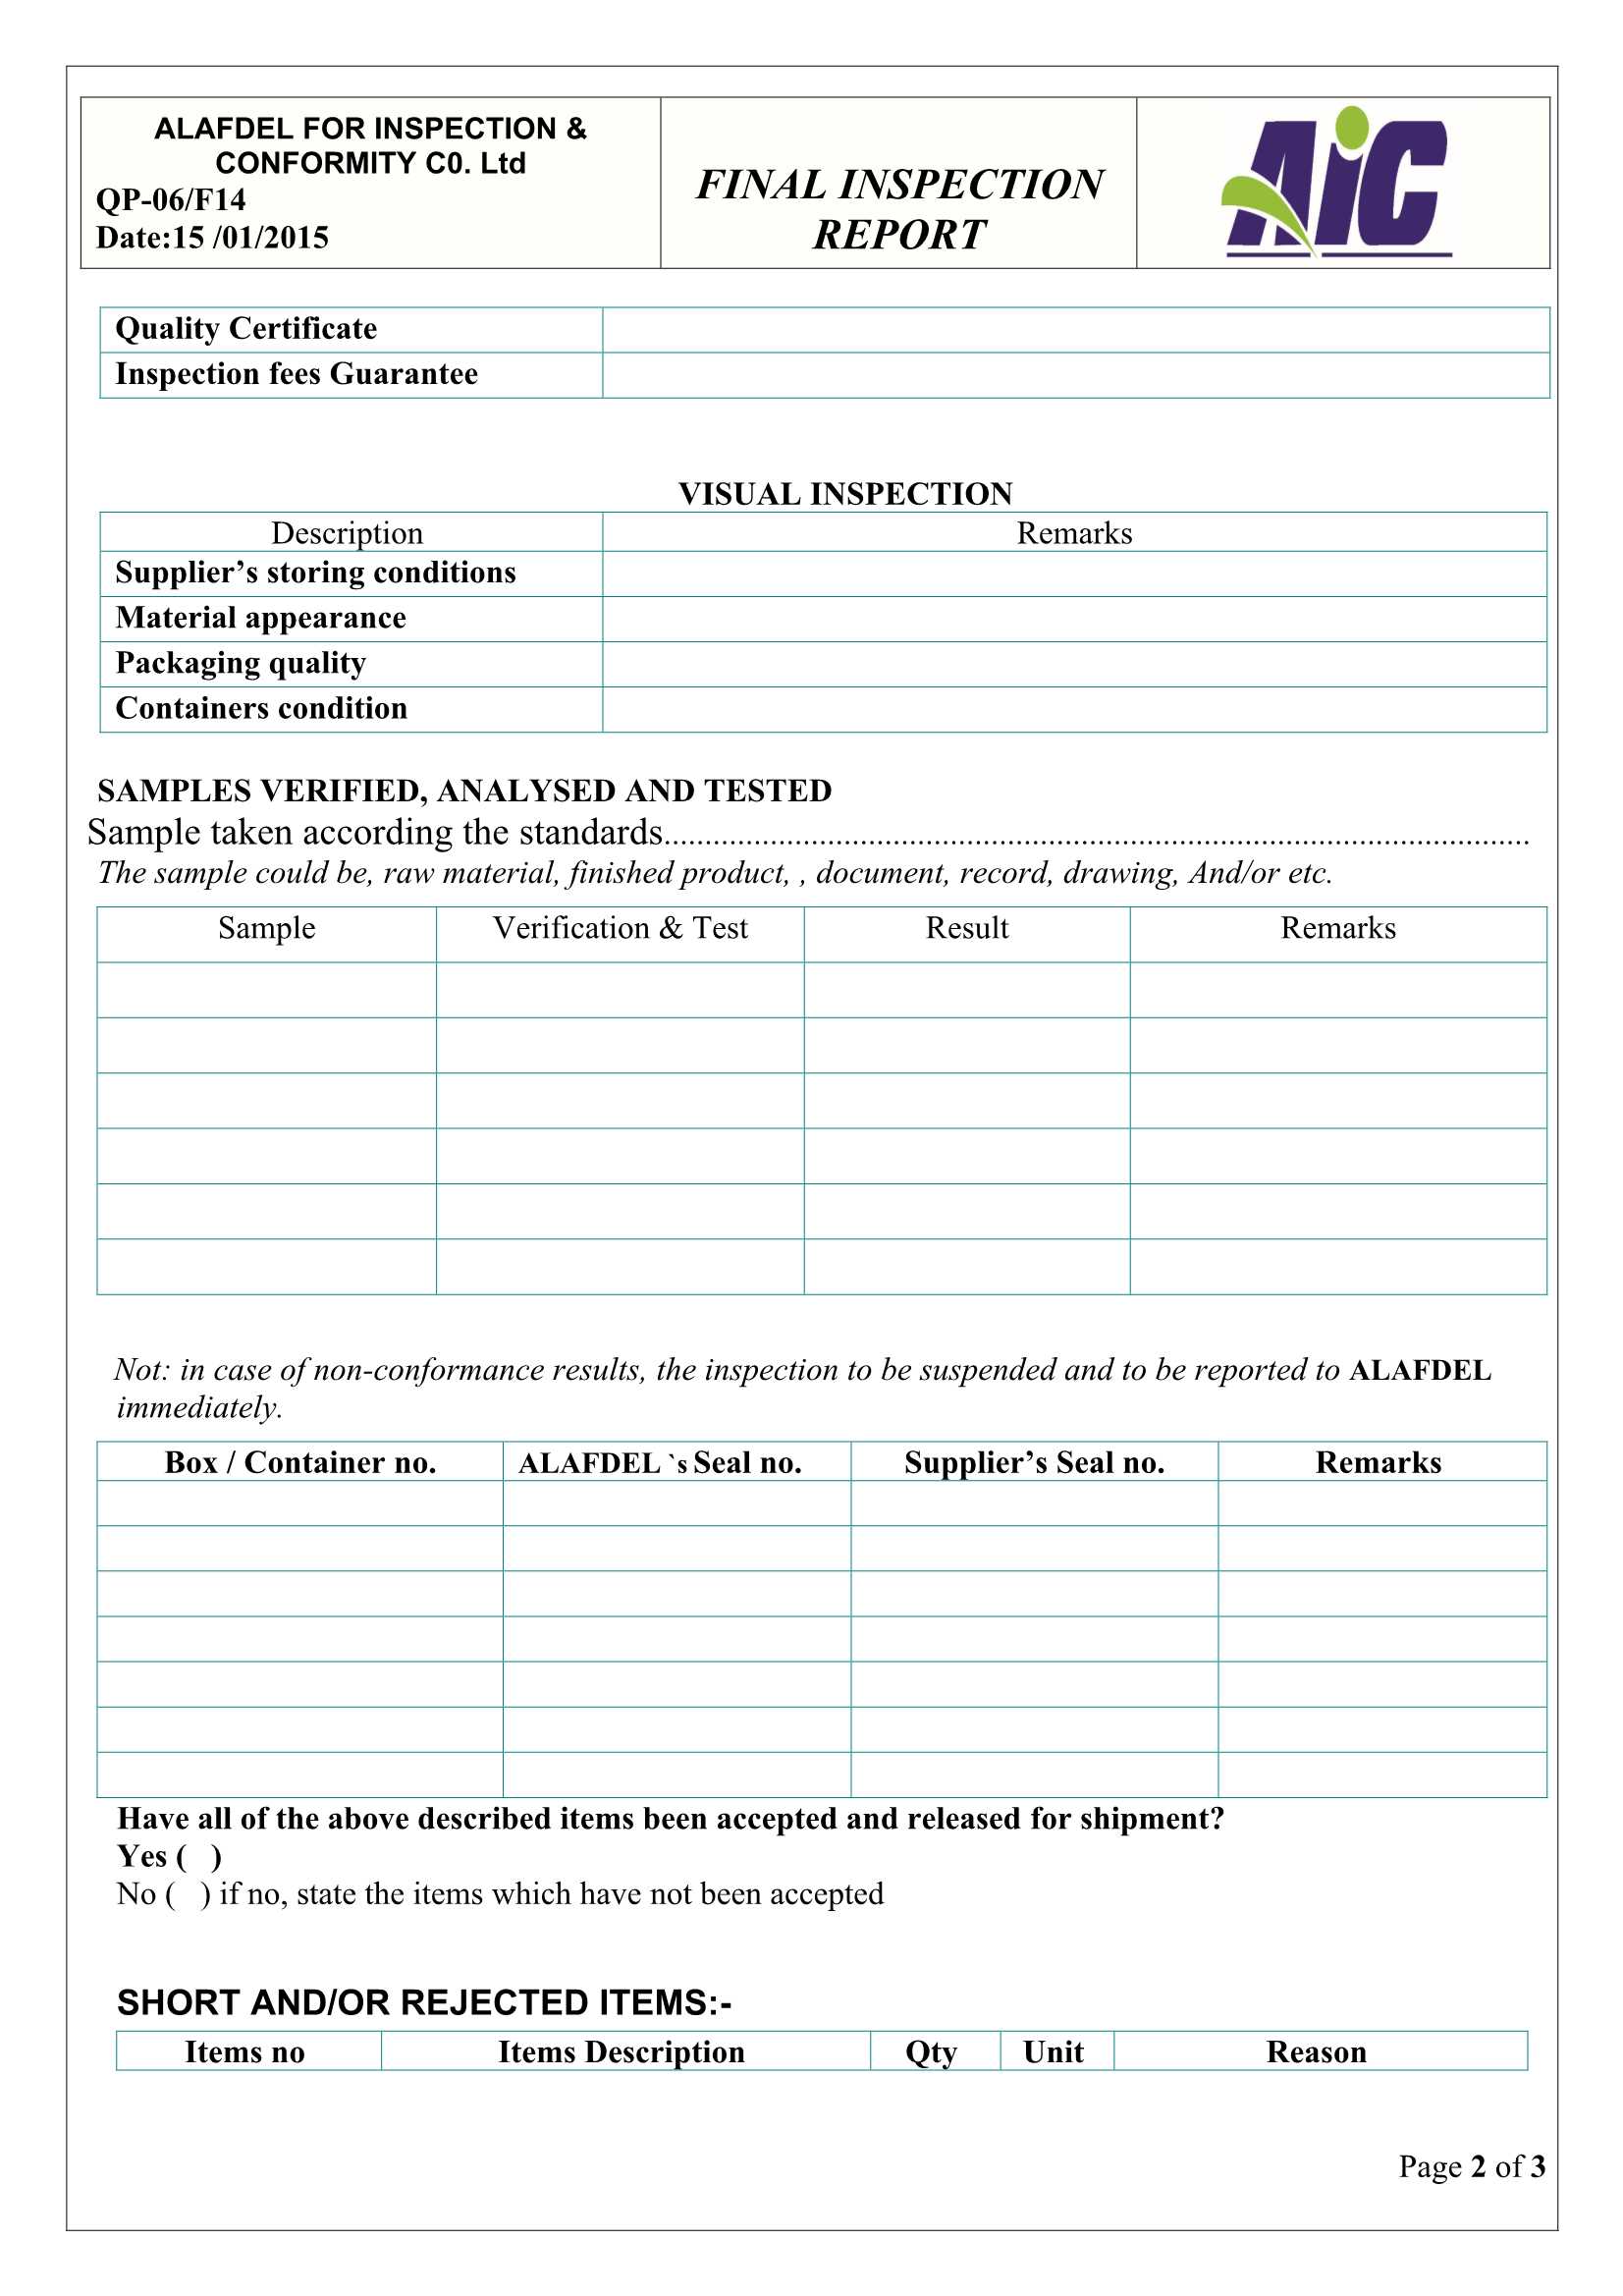 ALAFDEL FOR INSPECTION &
CONFORMITY C0. Ltd
QP-06/F14
Date:15 /01/2015
FINAL INSPECTION
REPORT
AiC
Quality Certificate
Inspection fees Guarantee
VISUAL INSPECTION
Description Remarks
Supplier’s storing conditions
Material appearance
Packaging quality
Containers condition
SAMPLES VERIFIED, ANALYSED AND TESTED
Sample taken according the standards..........................................................................................................
The sample could be, raw material, finished product, , document, record, drawing, And/or etc.
Sample Verification & Test Result Remarks
Not: in case of non-conformance results, the inspection to be suspended and to be reported to ALAFDEL
immediately.
Box / Container no. ALAFDEL `s Seal no. Supplier’s Seal no. Remarks
Have all of the above described items been accepted and released for shipment?
Yes (   )
No (   ) if no, state the items which have not been accepted
SHORT AND/OR REJECTED ITEMS:-
Items no Items Description Qty Unit Reason
Page 2 of 3